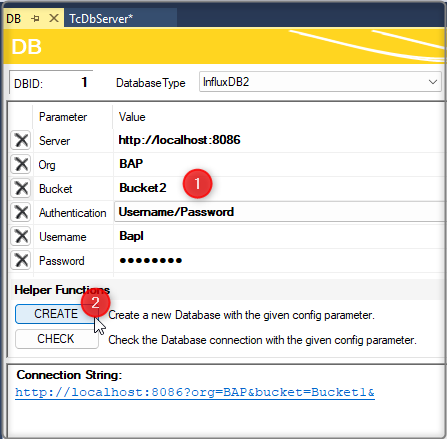 DB TcDbServer*
DB
DBID: 1 DatabaseType InfluxDB2
Parameter Value
Server http://localhost:8086
Org BAP
Bucket Bucket2 1
Authentication Username/Password
Username Bapl
Password ●●●●●●●●
Helper Functions 2
CREATE Create a new Database with the given config parameter.
CHECK Check the Database connection with the given config parameter.
Connection String:
http://localhost:8086?org=BAP&bucket=Bucket1&